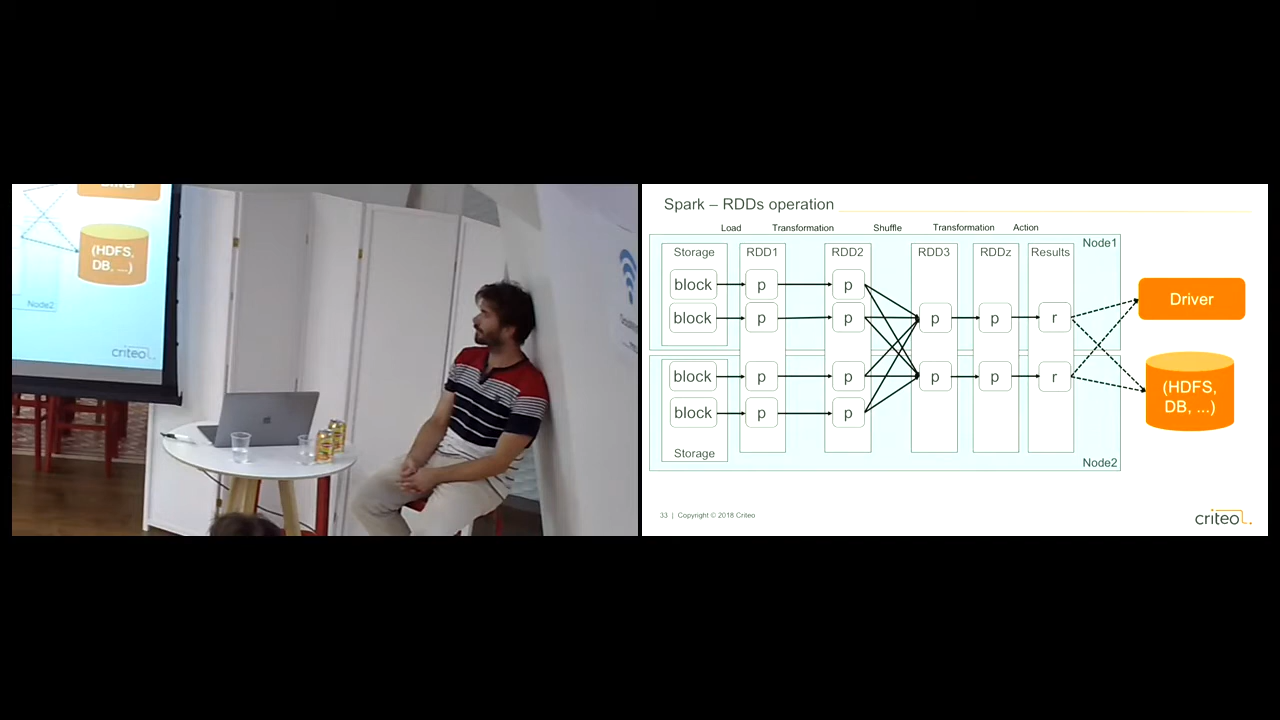 Driver
(HDFS,
DB, ...)
Node2
criteo
Spark – RDDs operation
Load Transformation Shuffle Transformation Action
Node1
Storage RDD1 RDD2 RDD3 RDDz Results
block p p
block p p p p r
block p p p p r
block p p
Storage
Node2
Driver
(HDFS,
DB, ...)
33 | Copyright © 2018 Criteo
criteo